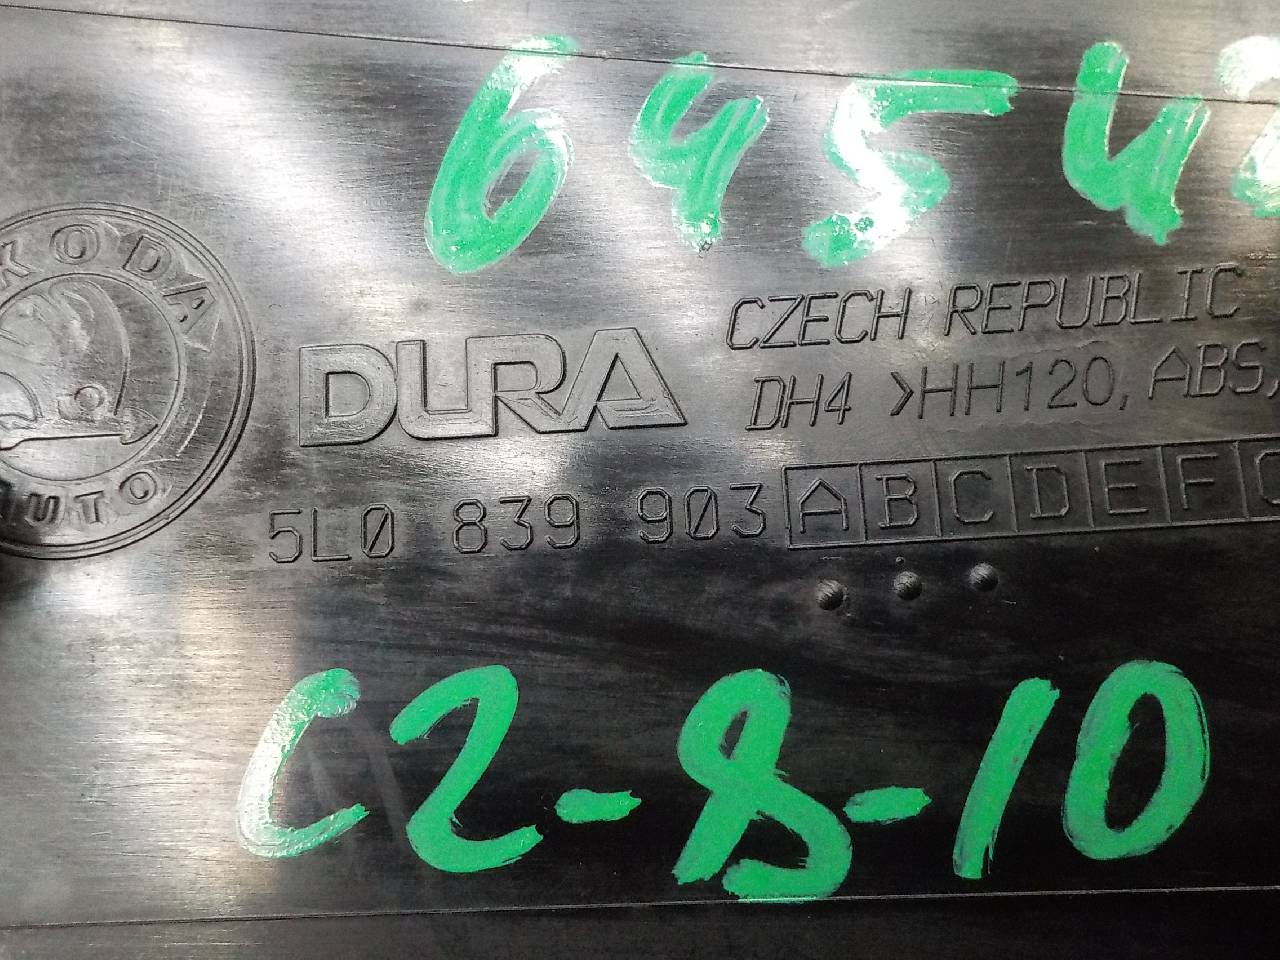 6454
KODA
AUTO
DURA
CZECH REPUBLIC
DH4 >HH120, ABS,
5L0 839 903 A B C D E F
C2-8-10